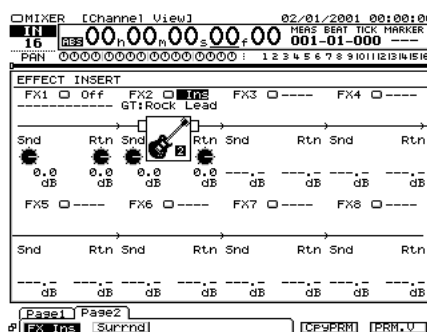 MIXER [Channel View] 02/01/2001 00:00:00
IN 16 ABS 00h00m00s00f00 MEAS BEAT TICK MARKER
001-01-000 ---
PAN 1 2 3 4 5 6 7 8 9 10 11 12 13 14 15 16
EFFECT INSERT
FX1 Off FX2 Ins FX3 ---- FX4 ----
------------ GT:Rock Lead
Snd Rtn Snd Rtn Snd Rtn Snd Rtn
2
0.0 0.0 0.0 0.0 ---.- ---.- ---.- ---.-
dB dB dB dB dB dB dB dB
FX5 ---- FX6 ---- FX7 ---- FX8 ----
Snd Rtn Snd Rtn Snd Rtn Snd Rtn
---.- ---.- ---.- ---.- ---.- ---.- ---.- ---.-
dB dB dB dB dB dB dB dB
Page1 Page2
FX Ins Surrnd CPyPRM PRM.V